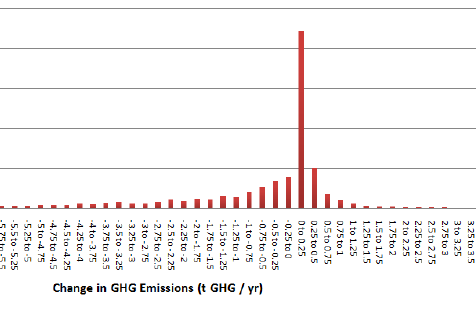 -5.75 to -5.5
-5.5 to -5.25
-5.25 to -5
-5 to -4.75
-4.75 to -4.5
-4.5 to -4.25
-4.25 to -4
-4 to -3.75
-3.75 to -3.5
-3.5 to -3.25
-3.25 to -3
-3 to -2.75
-2.75 to -2.5
-2.5 to -2.25
-2.25 to -2
-2 to -1.75
-1.75 to -1.5
-1.5 to -1.25
-1.25 to -1
-1 to -0.75
-0.75 to -0.5
-0.5 to -0.25
-0.25 to 0
0 to 0.25
0.25 to 0.5
0.5 to 0.75
0.75 to 1
1 to 1.25
1.25 to 1.5
1.5 to 1.75
1.75 to 2
2 to 2.25
2.25 to 2.5
2.5 to 2.75
2.75 to 3
3 to 3.25
3.25 to 3.5
Change in GHG Emissions (t GHG / yr)